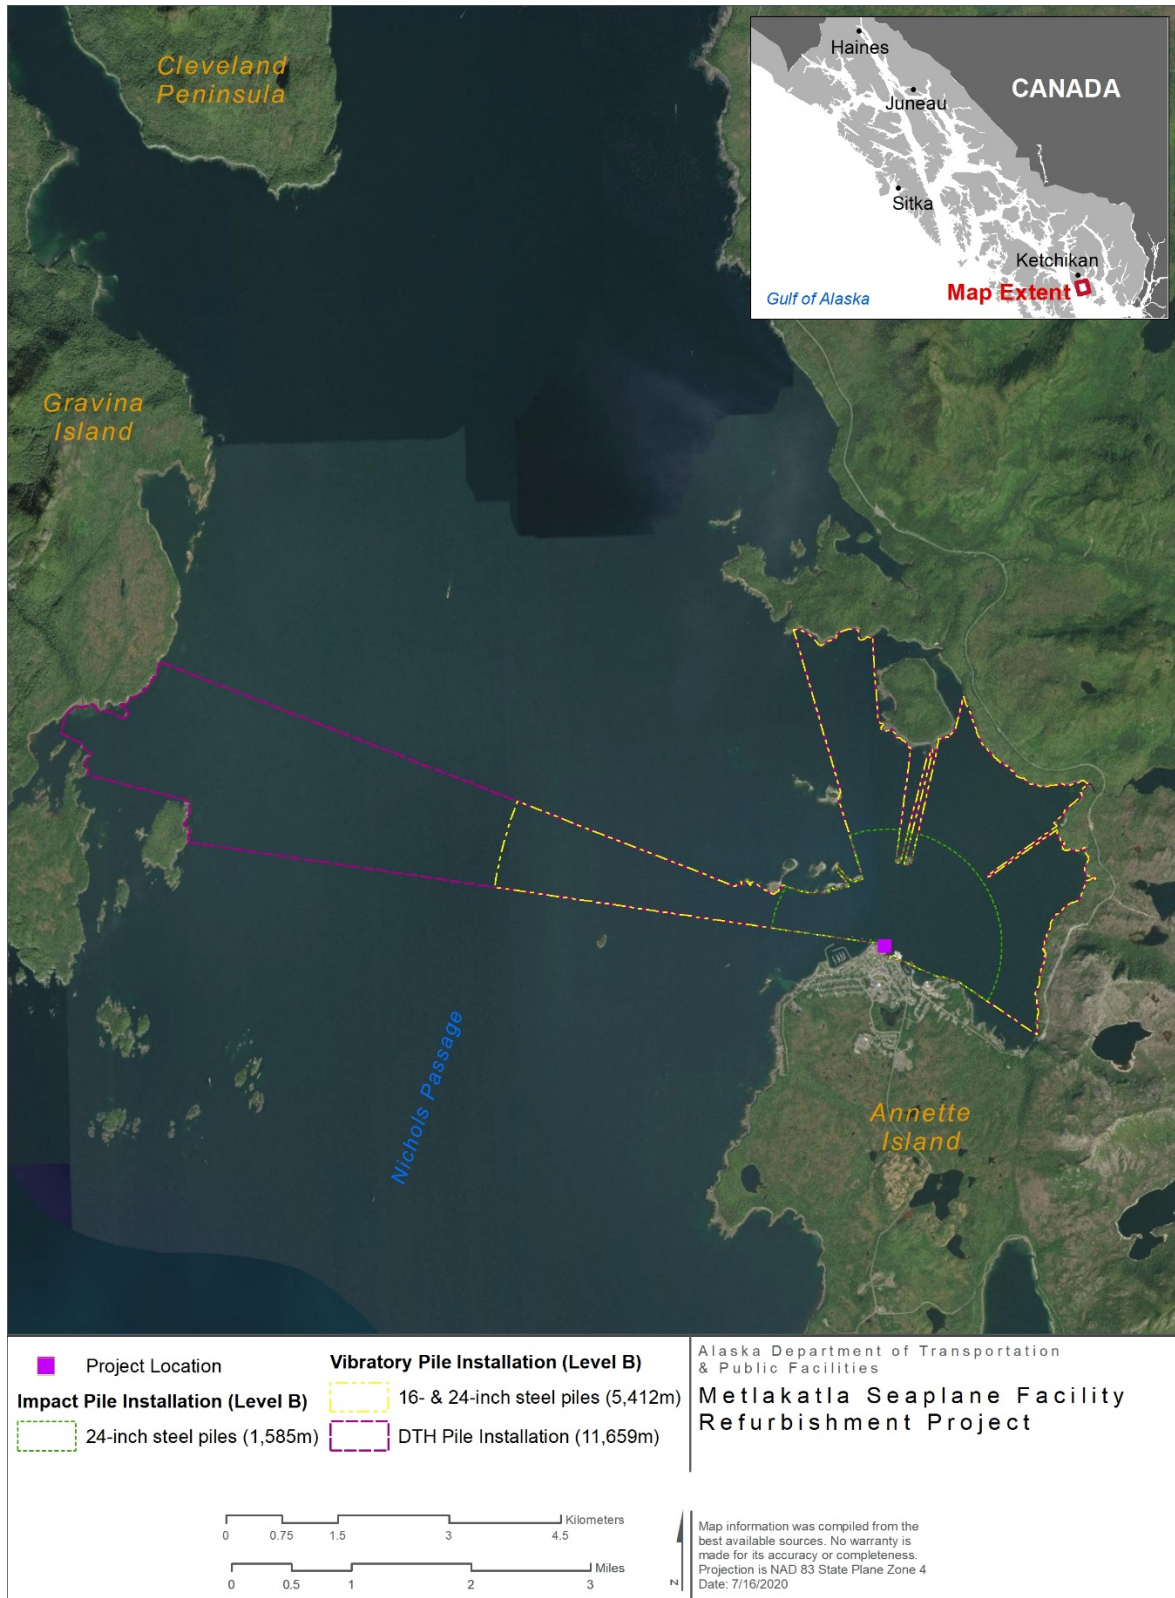 Cleveland
Peninsula
Haines
Juneau
CANADA
Sitka
Ketchikan
Map Extent
Gulf of Alaska
Gravina
Island
Nichols Passage
Annette
Island
Project Location
Impact Pile Installation (Level B)
24-inch steel piles (1,585m)
Vibratory Pile Installation (Level B)
16- & 24-inch steel piles (5,412m)
DTH Pile Installation (11,659m)
Alaska Department of Transportation
& Public Facilities
Metlakatla Seaplane Facility
Refurbishment Project
Kilometers
0 0.75 1.5 3 4.5
Miles
0 0.5 1 2 3
N
Map information was compiled from the
best available sources. No warranty is
made for its accuracy or completeness.
Projection is NAD 83 State Plane Zone 4
Date: 7/16/2020